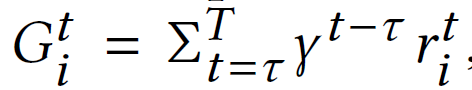 G_i^t = Σ_{t=τ}^{T̄} γ^{t−τ} r_i^t,